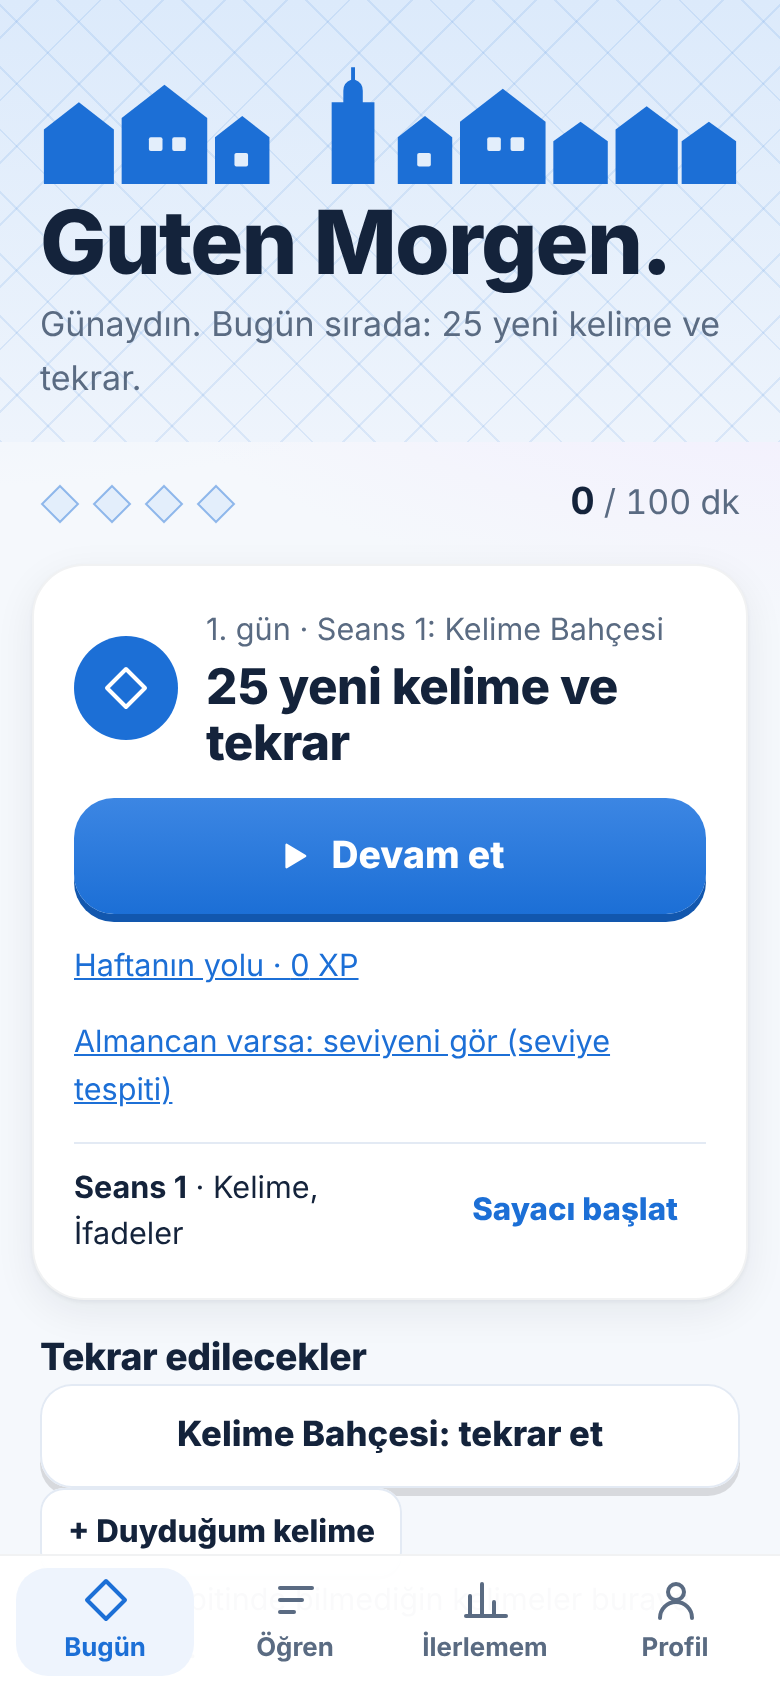 Guten Morgen.
Günaydın. Bugün sırada: 25 yeni kelime ve
tekrar.
0 / 100 dk
1. gün · Seans 1: Kelime Bahçesi
25 yeni kelime ve
tekrar
Devam et
Haftanın yolu · 0 XP
Almancan varsa: seviyeni gör (seviye
tespiti)
Seans 1 · Kelime,
İfadeler
Sayacı başlat
Tekrar edilecekler
Kelime Bahçesi: tekrar et
+ Duyduğum kelime
bilmediğin kelimeler
Bugün
Öğren
İlerlemem
Profil